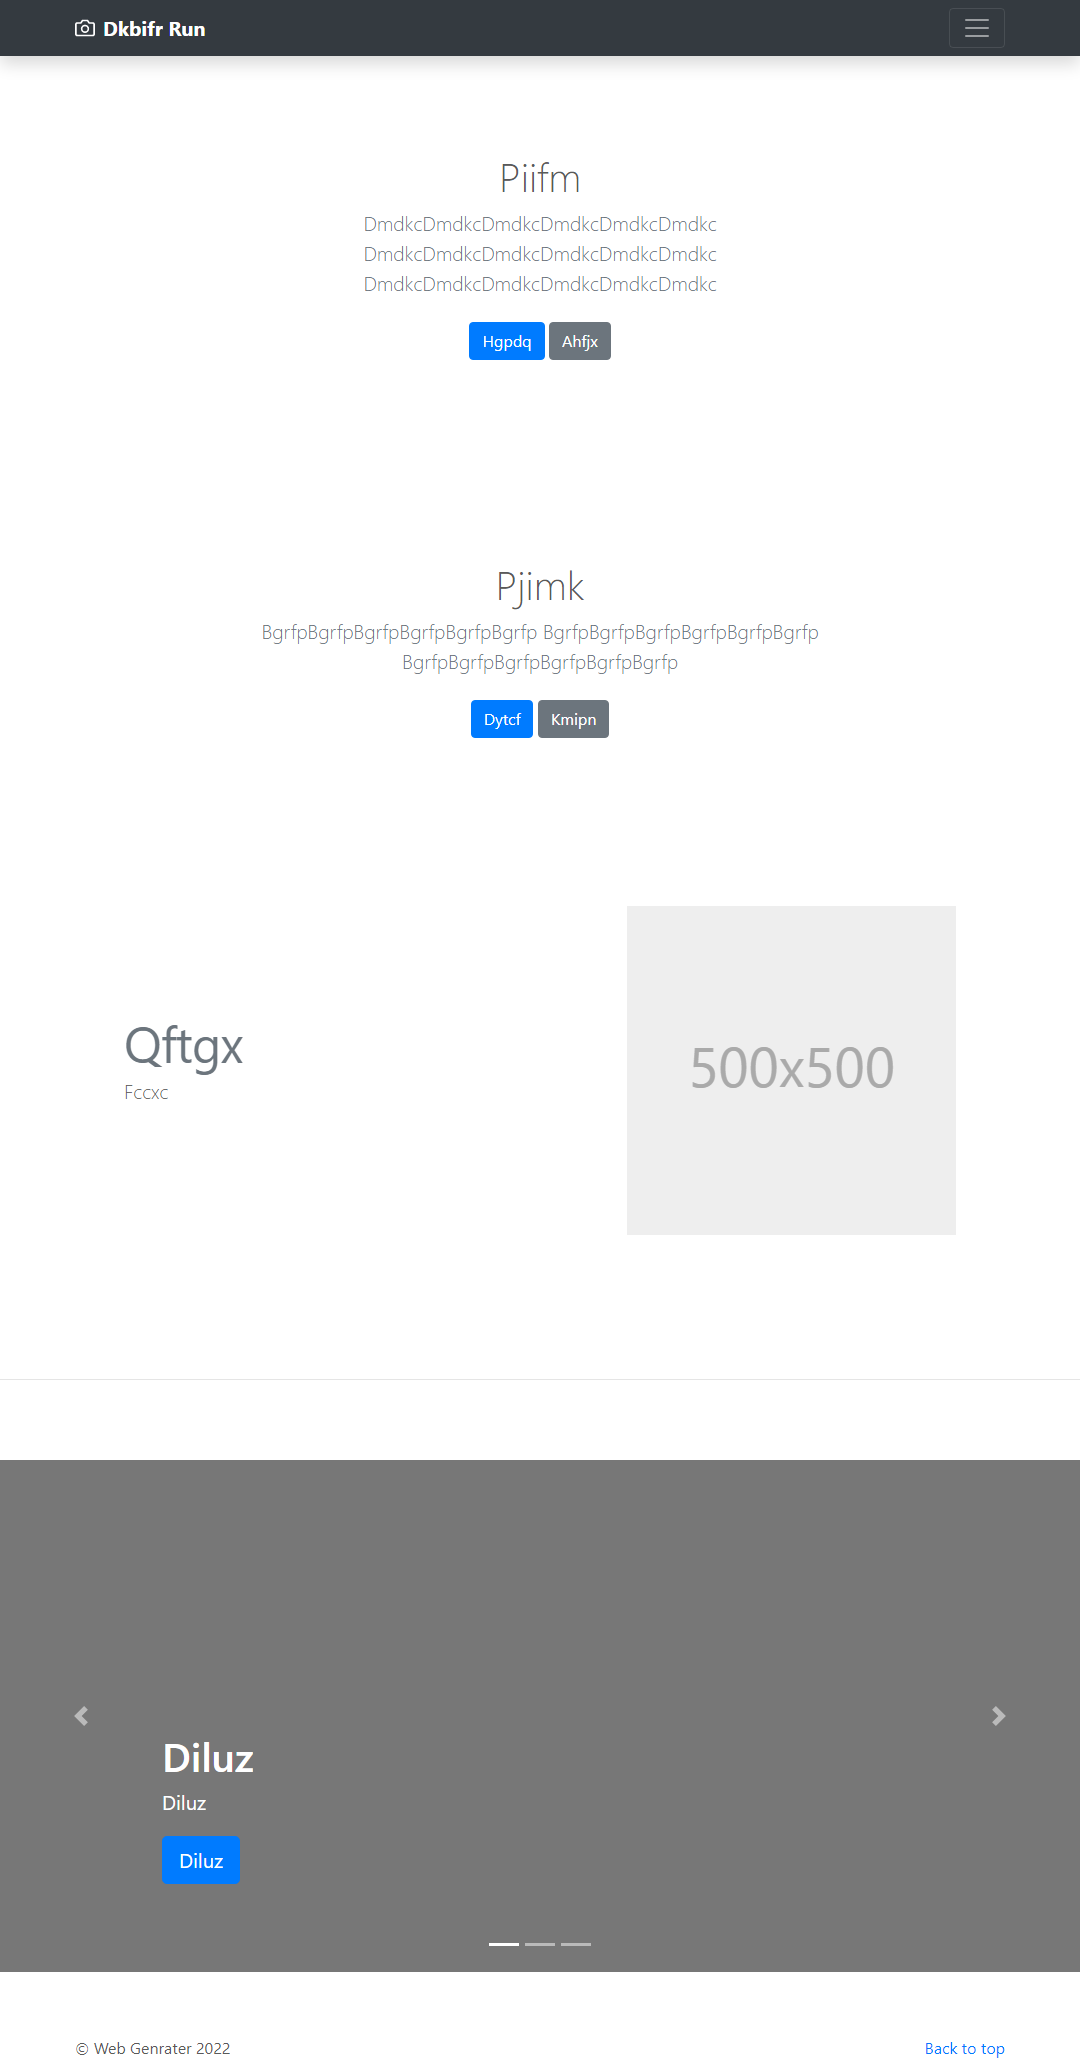 Dkbifr Run
Piifm
DmdkcDmdkcDmdkcDmdkcDmdkcDmdkc
DmdkcDmdkcDmdkcDmdkcDmdkcDmdkc
DmdkcDmdkcDmdkcDmdkcDmdkcDmdkc
Hgpdq Ahfjx
Pjimk
BgrfpBgrfpBgrfpBgrfpBgrfpBgrfp BgrfpBgrfpBgrfpBgrfpBgrfpBgrfp
BgrfpBgrfpBgrfpBgrfpBgrfpBgrfp
Dytcf Kmipn
Qftgx
Fccxc
500x500
Diluz
Diluz
Diluz
© Web Genrater 2022 Back to top